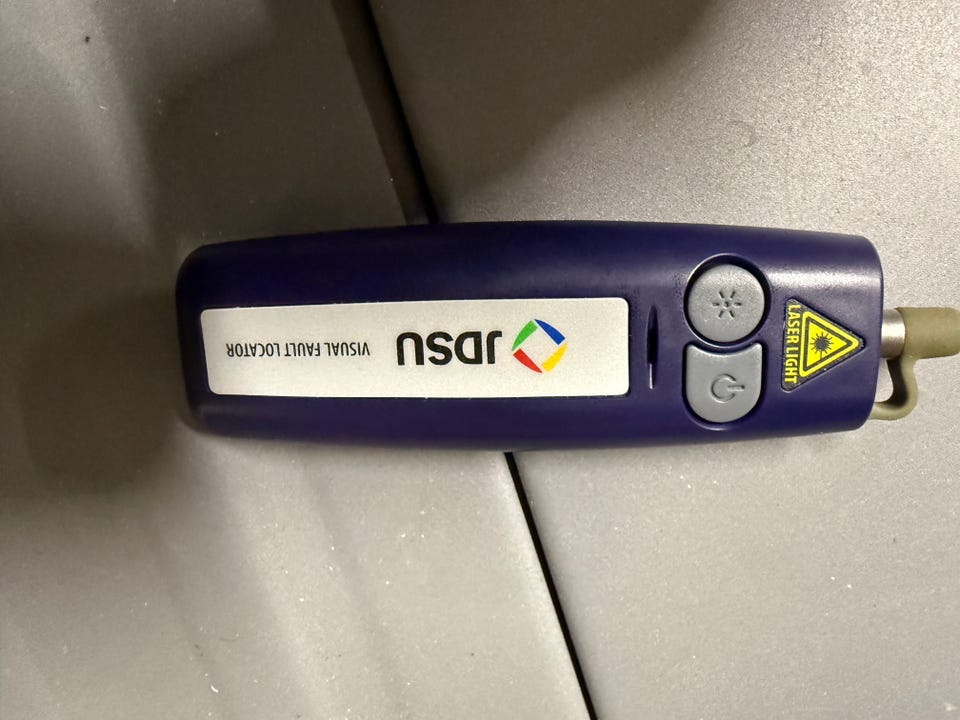 JDSU
VISUAL FAULT LOCATOR
LASER LIGHT